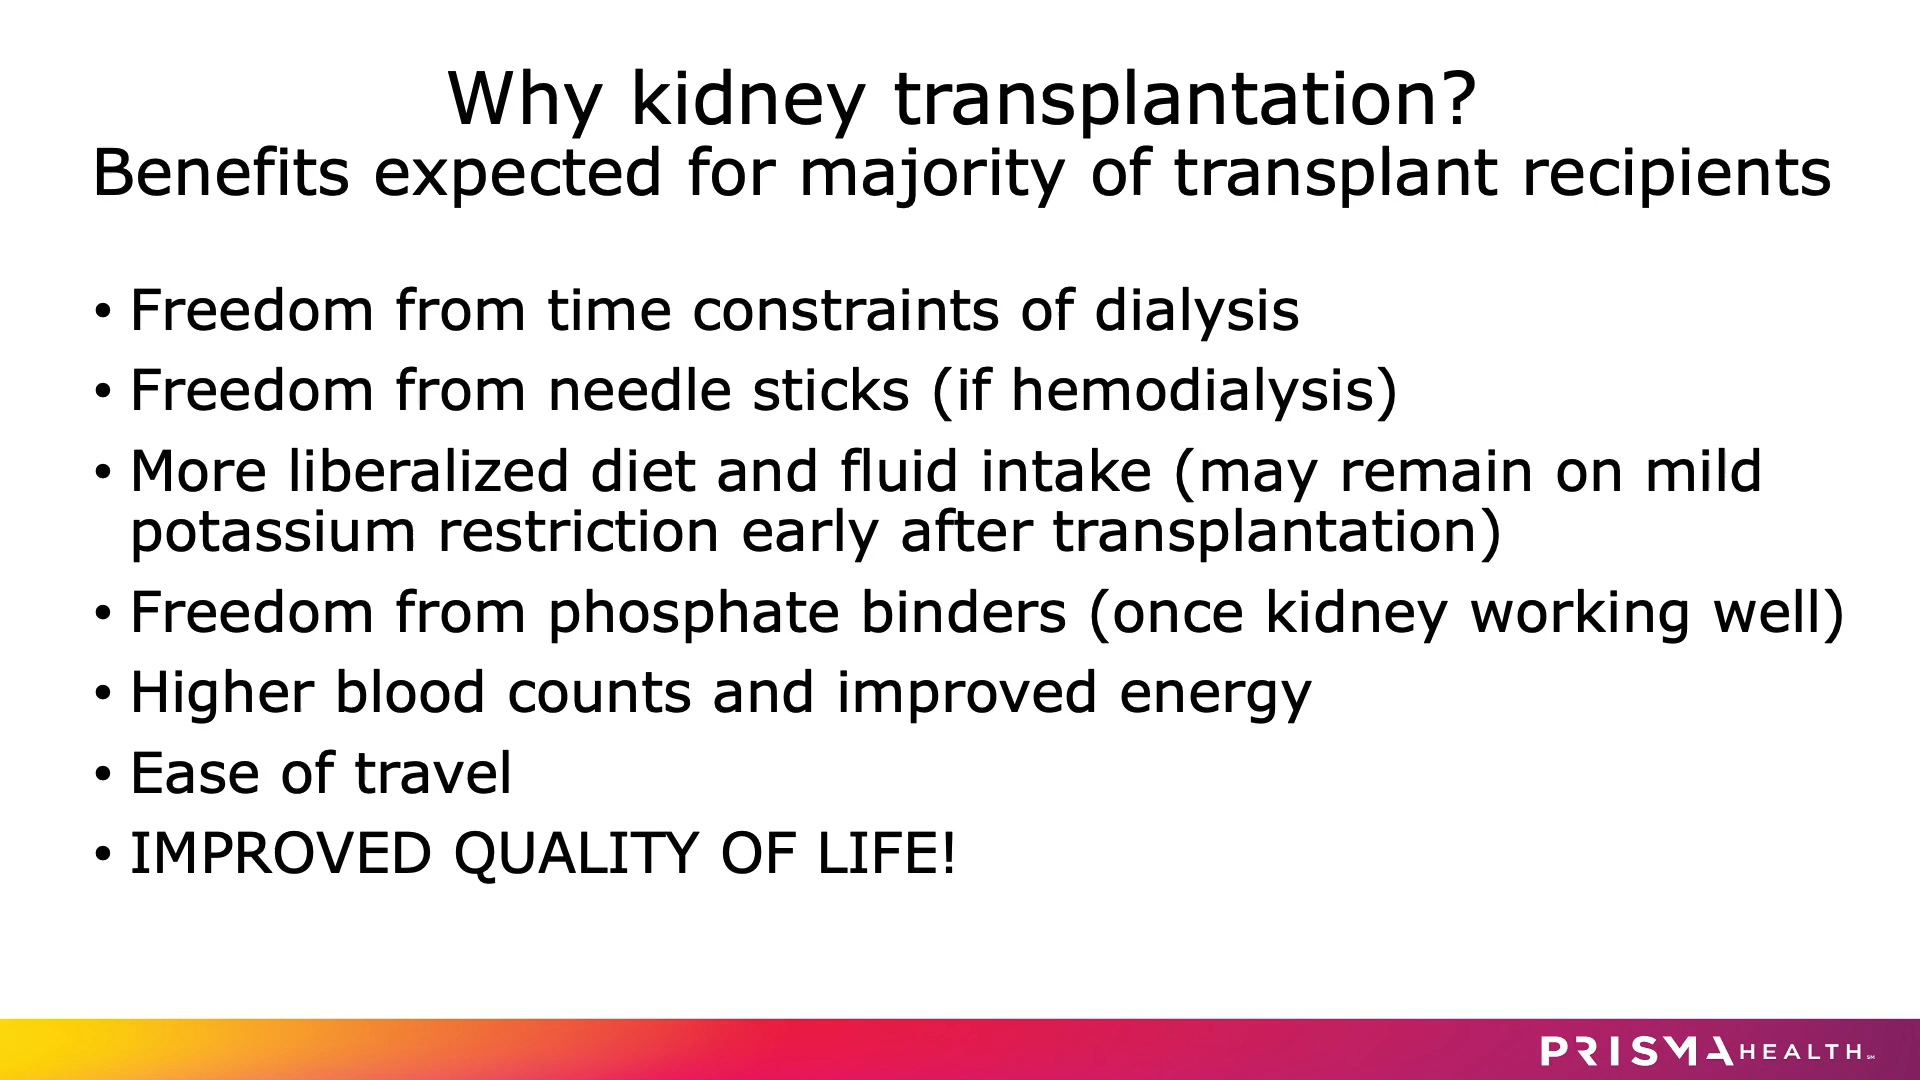 Why kidney transplantation?
Benefits expected for majority of transplant recipients
• Freedom from time constraints of dialysis
• Freedom from needle sticks (if hemodialysis)
• More liberalized diet and fluid intake (may remain on mild
potassium restriction early after transplantation)
• Freedom from phosphate binders (once kidney working well)
• Higher blood counts and improved energy
• Ease of travel
• IMPROVED QUALITY OF LIFE!
PRISMA HEALTH℠